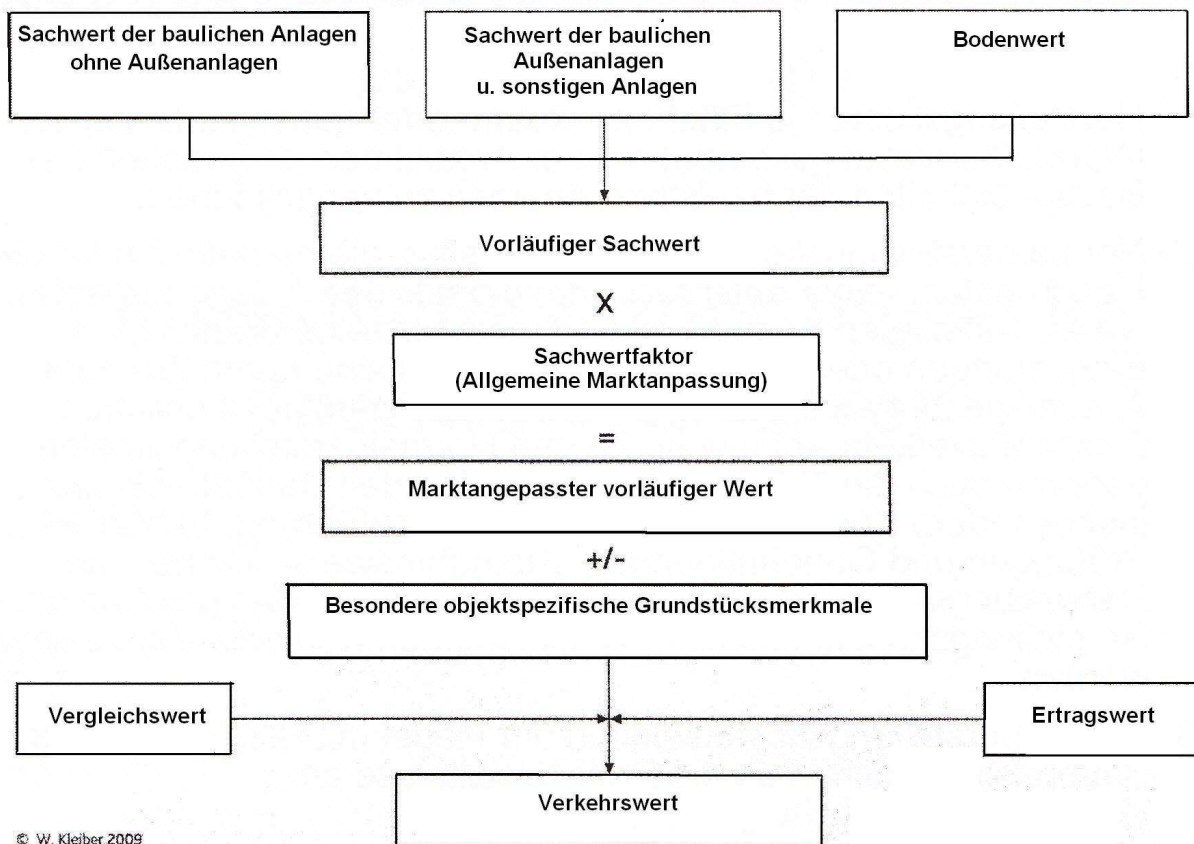 Sachwert der baulichen Anlagen
ohne Außenanlagen
Sachwert der baulichen
Außenanlagen
u. sonstigen Anlagen
Bodenwert
Vorläufiger Sachwert
X
Sachwertfaktor
(Allgemeine Marktanpassung)
=
Marktangepasster vorläufiger Wert
+/-
Besondere objektspezifische Grundstücksmerkmale
Vergleichswert
Ertragswert
Verkehrswert
© W. Kleiber 2009